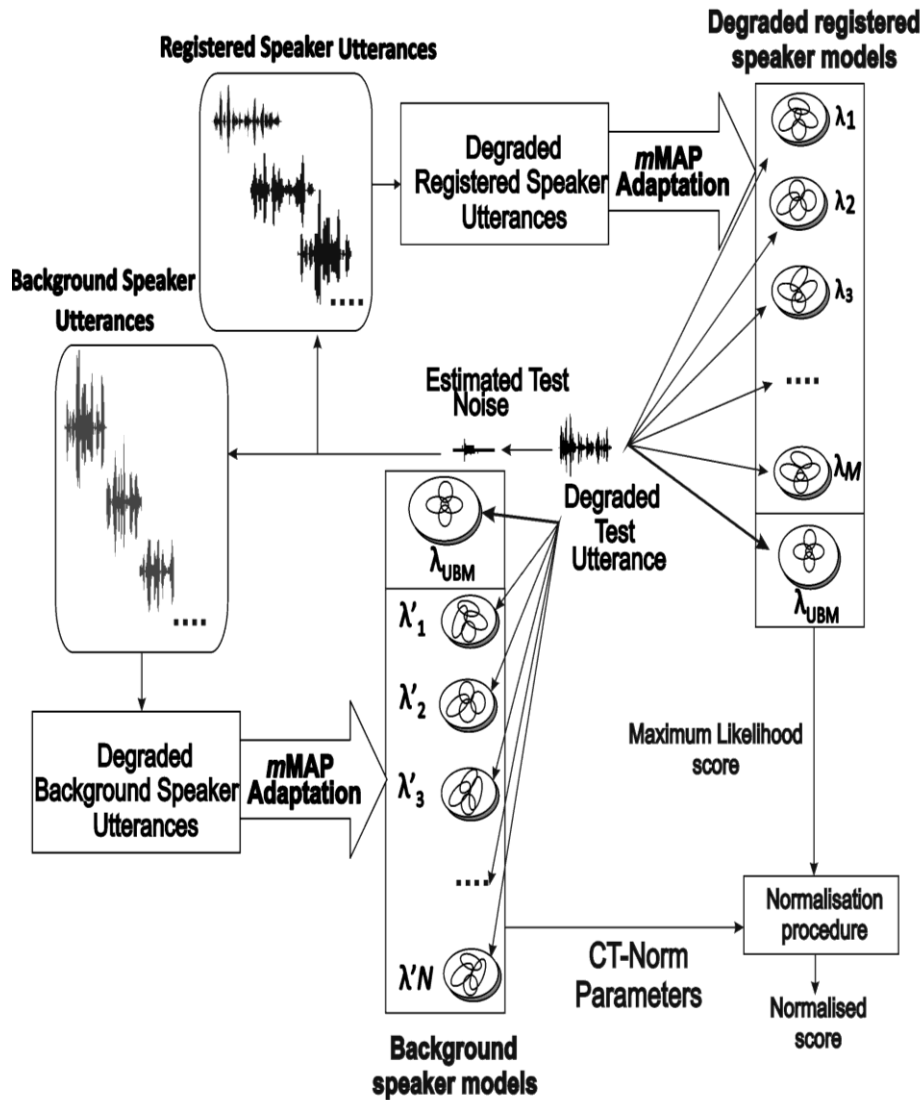 Registered Speaker Utterances
Degraded registered
speaker models
Degraded
Registered Speaker
Utterances
mMAP
Adaptation
λ1
λ2
λ3
....
λM
λUBM
....
Background Speaker
Utterances
....
Estimated Test
Noise
Degraded
Test
Utterance
λUBM
λ'1
λ'2
λ'3
....
λ'N
Degraded
Background Speaker
Utterances
mMAP
Adaptation
Background
speaker models
Maximum Likelihood
score
CT-Norm
Parameters
Normalisation
procedure
Normalised
score